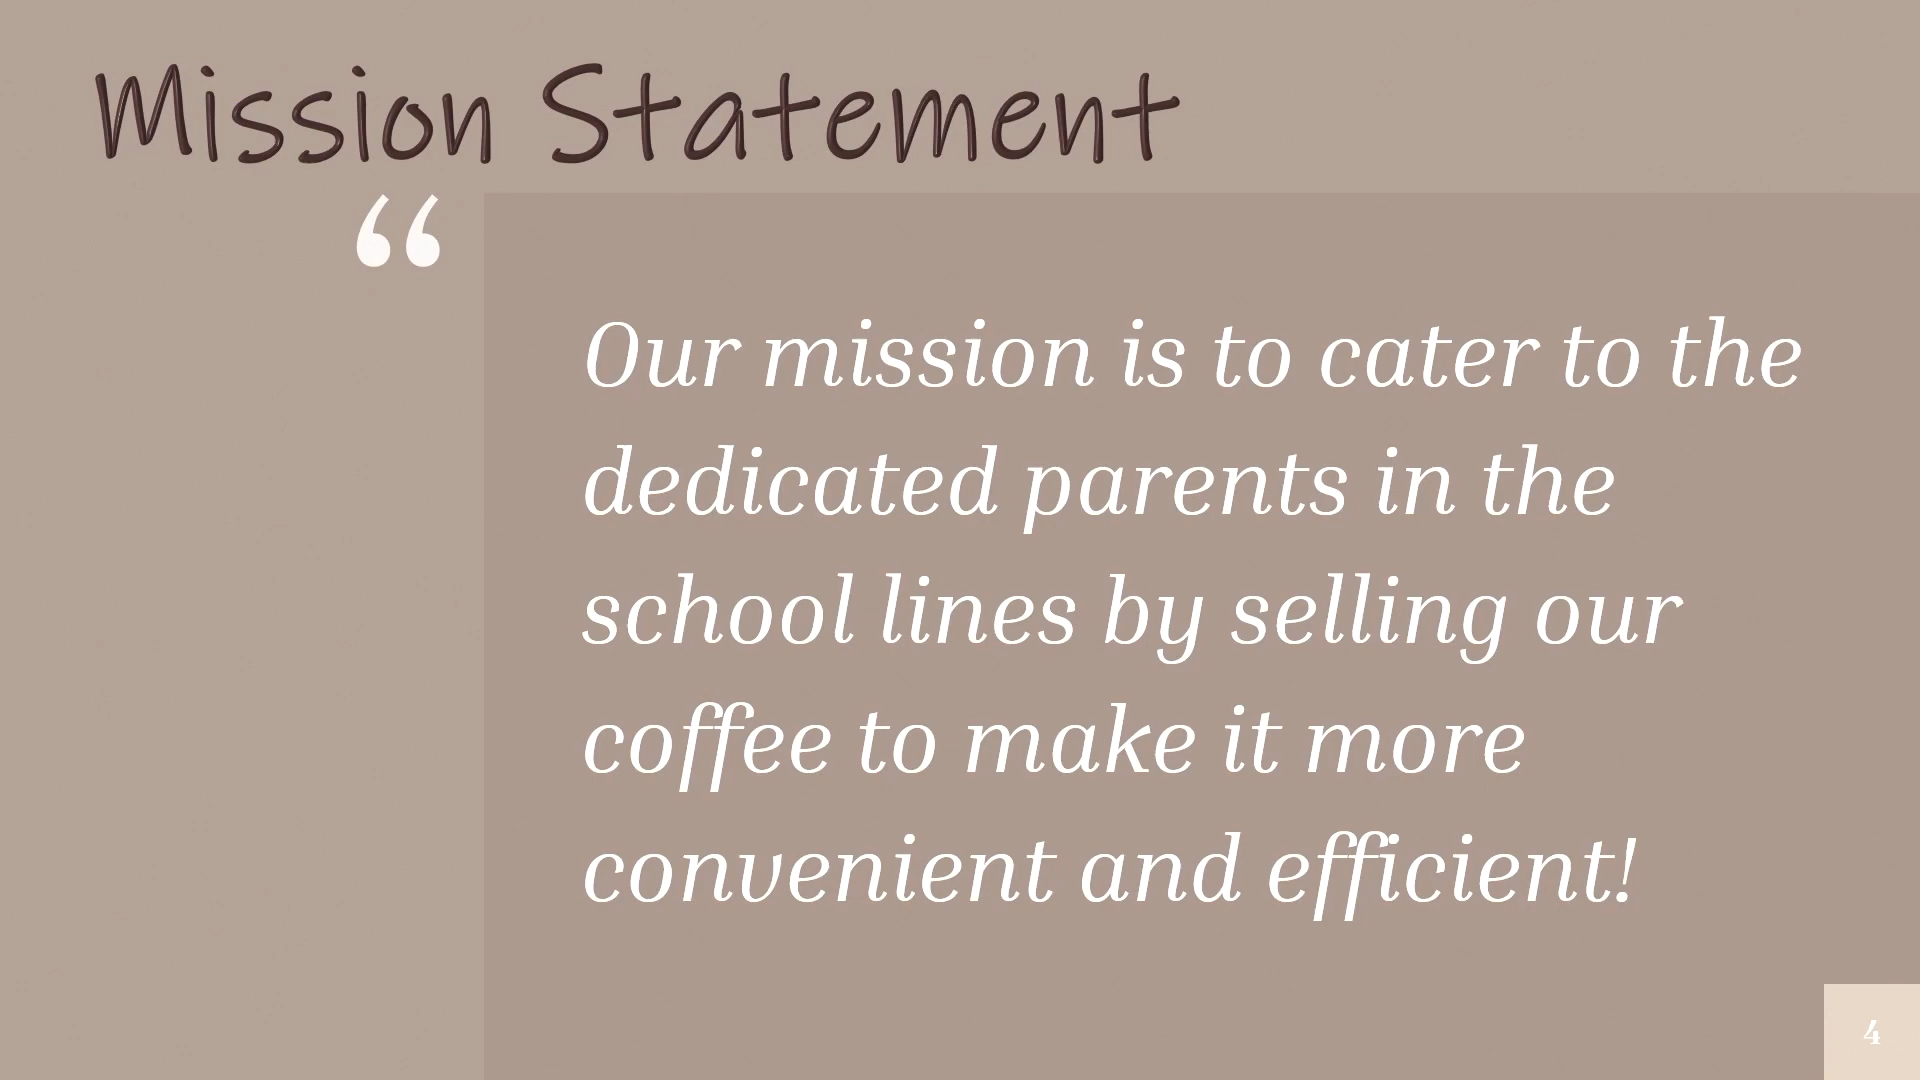 Mission Statement
“
Our mission is to cater to the
dedicated parents in the
school lines by selling our
coffee to make it more
convenient and efficient!
4